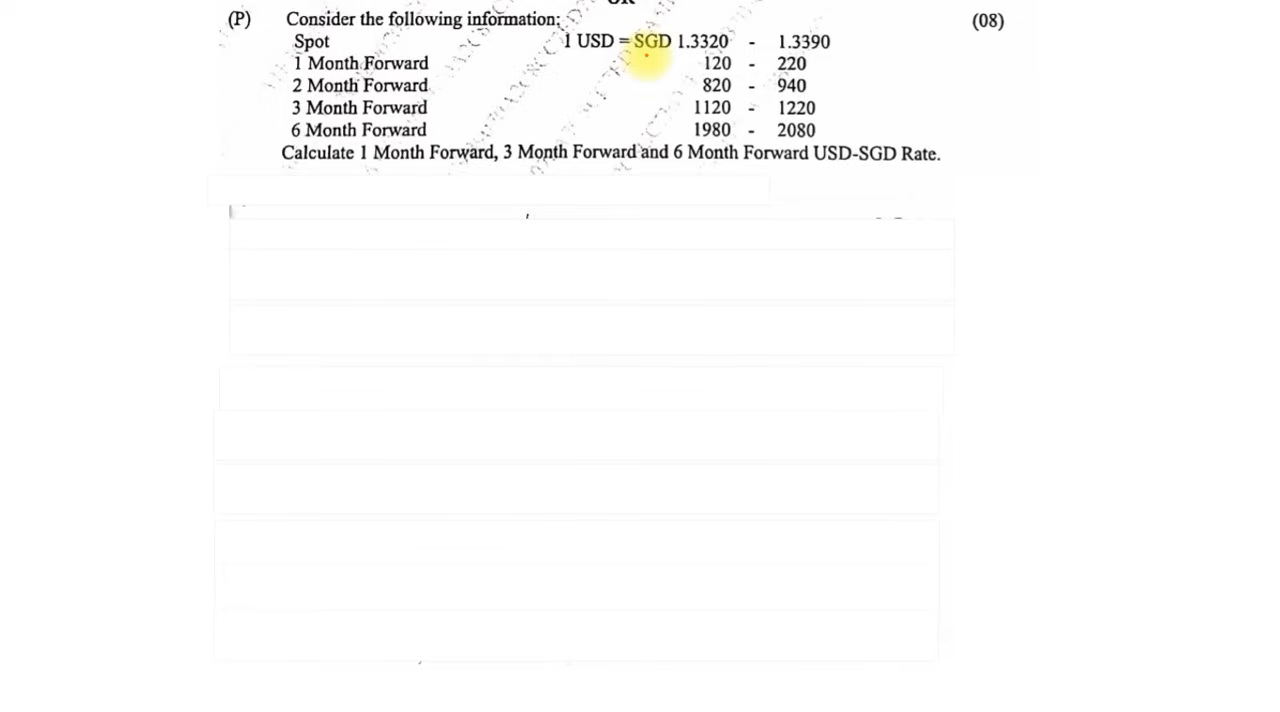 (P) Consider the following information: (08)
Spot 1 USD = SGD 1.3320 - 1.3390
1 Month Forward 120 - 220
2 Month Forward 820 - 940
3 Month Forward 1120 - 1220
6 Month Forward 1980 - 2080
Calculate 1 Month Forward, 3 Month Forward and 6 Month Forward USD-SGD Rate.